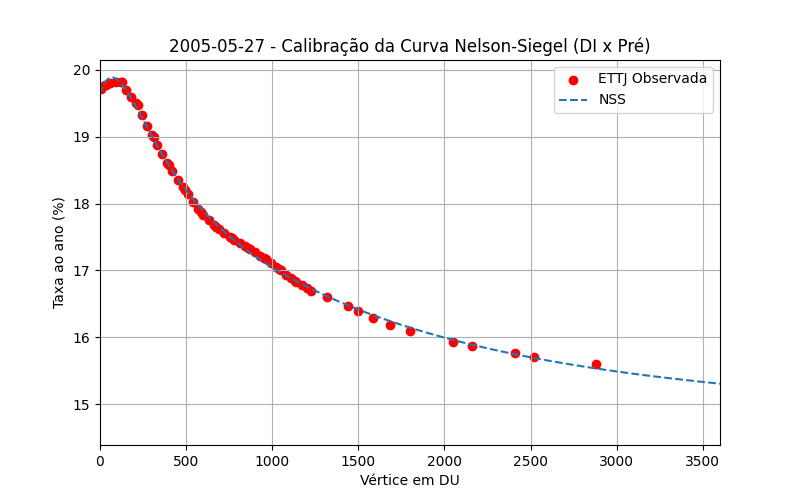 2005-05-27 - Calibração da Curva Nelson-Siegel (DI x Pré)
ETTJ Observada
NSS
Taxa ao ano (%)
20
19
18
17
16
15
0 500 1000 1500 2000 2500 3000 3500
Vértice em DU